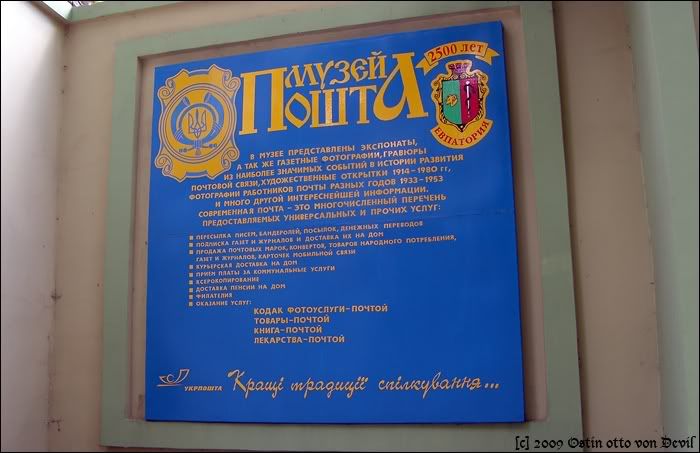 МУЗЕЙ
ПОШТА
2500 ЛЕТ
ЕВПАТОРИЯ
В МУЗЕЕ ПРЕДСТАВЛЕНЫ ЭКСПОНАТЫ,
А ТАК ЖЕ ГАЗЕТНЫЕ ФОТОГРАФИИ, ГРАВЮРЫ
ИЗ НАИБОЛЕЕ ЗНАЧИМЫХ СОБЫТИЙ В ИСТОРИИ РАЗВИТИЯ
ПОЧТОВОЙ СВЯЗИ, ХУДОЖЕСТВЕННЫЕ ОТКРЫТКИ 1914-1980 ГГ,
ФОТОГРАФИИ РАБОТНИКОВ ПОЧТЫ РАЗНЫХ ГОДОВ 1933-1953
И МНОГО ДРУГОЙ ИНТЕРЕСНЕЙШЕЙ ИНФОРМАЦИИ.
СОВРЕМЕННАЯ ПОЧТА - ЭТО МНОГОЧИСЛЕННЫЙ ПЕРЕЧЕНЬ
ПРЕДОСТАВЛЯЕМЫХ УНИВЕРСАЛЬНЫХ И ПРОЧИХ УСЛУГ:
■ ПЕРЕСЫЛКА ПИСЕМ, БАНДЕРОЛЕЙ, ПОСЫЛОК, ДЕНЕЖНЫХ ПЕРЕВОДОВ
■ ПОДПИСКА ГАЗЕТ И ЖУРНАЛОВ И ДОСТАВКА ИХ НА ДОМ
■ ПРОДАЖА ПОЧТОВЫХ МАРОК, КОНВЕРТОВ, ТОВАРОВ НАРОДНОГО ПОТРЕБЛЕНИЯ,
ГАЗЕТ И ЖУРНАЛОВ, КАРТОЧЕК МОБИЛЬНОЙ СВЯЗИ
■ КУРЬЕРСКАЯ ДОСТАВКА НА ДОМ
■ ПРИЕМ ПЛАТЫ ЗА КОММУНАЛЬНЫЕ УСЛУГИ
■ КСЕРОКОПИРОВАНИЕ
■ ДОСТАВКА ПЕНСИИ НА ДОМ
■ ФИЛАТЕЛИЯ
■ ОКАЗАНИЕ УСЛУГ:
КОДАК ФОТОУСЛУГИ-ПОЧТОЙ
ТОВАРЫ-ПОЧТОЙ
КНИГА-ПОЧТОЙ
ЛЕКАРСТВА-ПОЧТОЙ
УКРПОШТА
Кращі традиції спілкування...
[c] 2009 Ostin otto von Devil